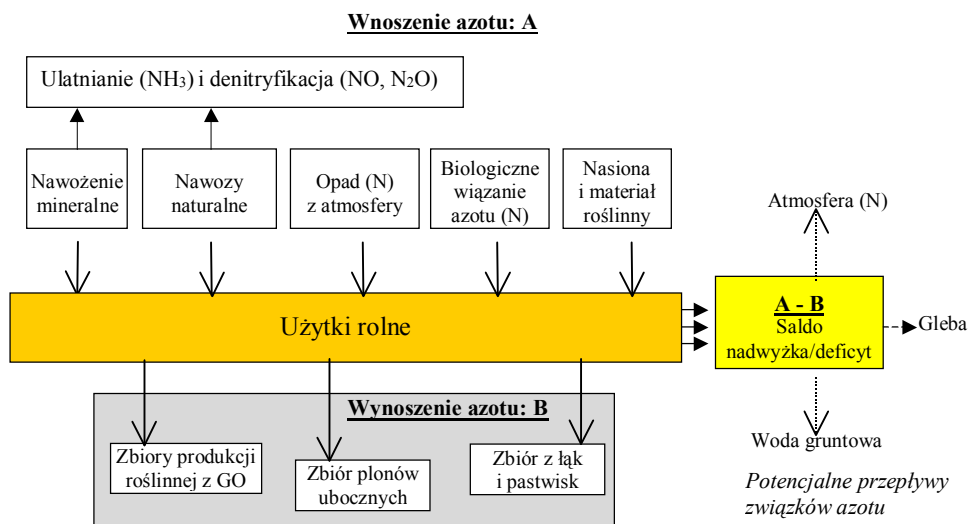 Wnoszenie azotu: A
Ulatnianie (NH₃) i denitryfikacja (NO, N₂O)
Nawożenie
mineralne
Nawozy
naturalne
Opad (N)
z atmosfery
Biologiczne
wiązanie
azotu (N)
Nasiona
i materiał
roślinny
Atmosfera (N)
Użytki rolne
A - B
Saldo
nadwyżka/deficyt
Gleba
Wynoszenie azotu: B
Zbiory produkcji
roślinnej z GO
Zbiór plonów
ubocznych
Zbiór z łąk
i pastwisk
Woda gruntowa
Potencjalne przepływy
związków azotu